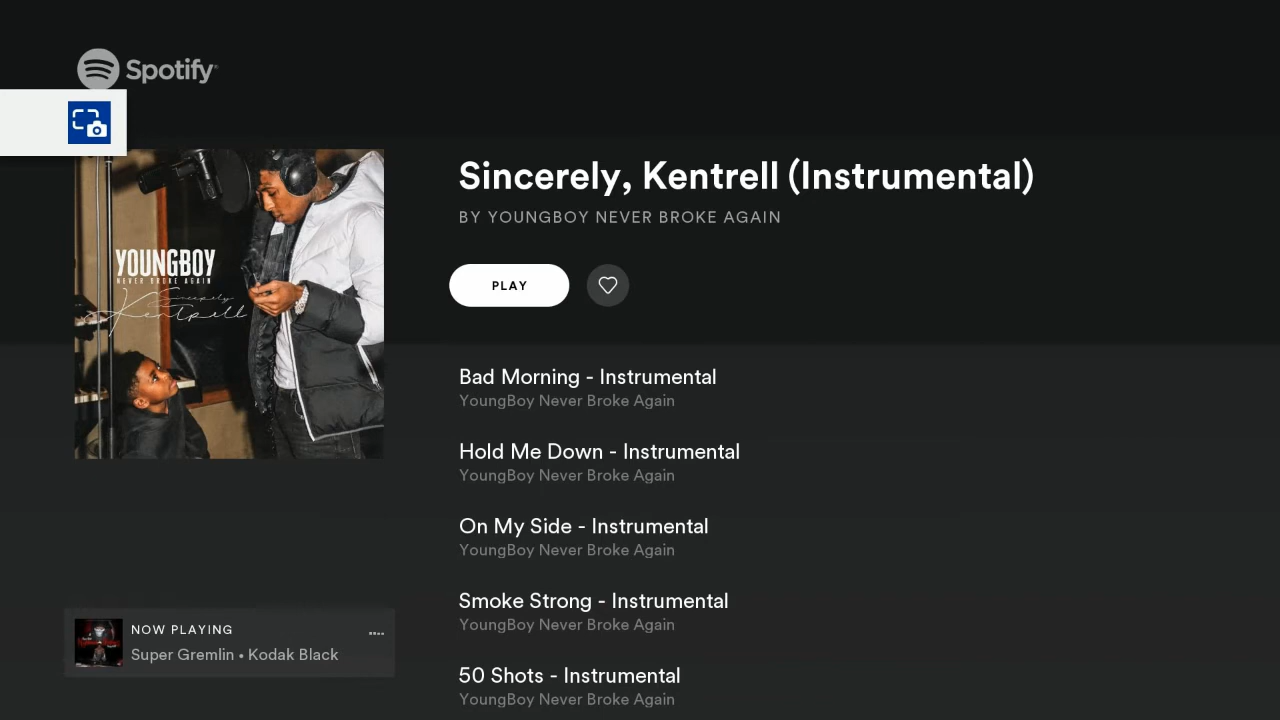 Spotify
Sincerely, Kentrell (Instrumental)
BY YOUNGBOY NEVER BROKE AGAIN
PLAY
YOUNGBOY
NEVER BROKE AGAIN
Sincerely
Kentrell
Bad Morning - Instrumental
YoungBoy Never Broke Again
Hold Me Down - Instrumental
YoungBoy Never Broke Again
On My Side - Instrumental
YoungBoy Never Broke Again
Smoke Strong - Instrumental
YoungBoy Never Broke Again
50 Shots - Instrumental
YoungBoy Never Broke Again
NOW PLAYING
Super Gremlin • Kodak Black